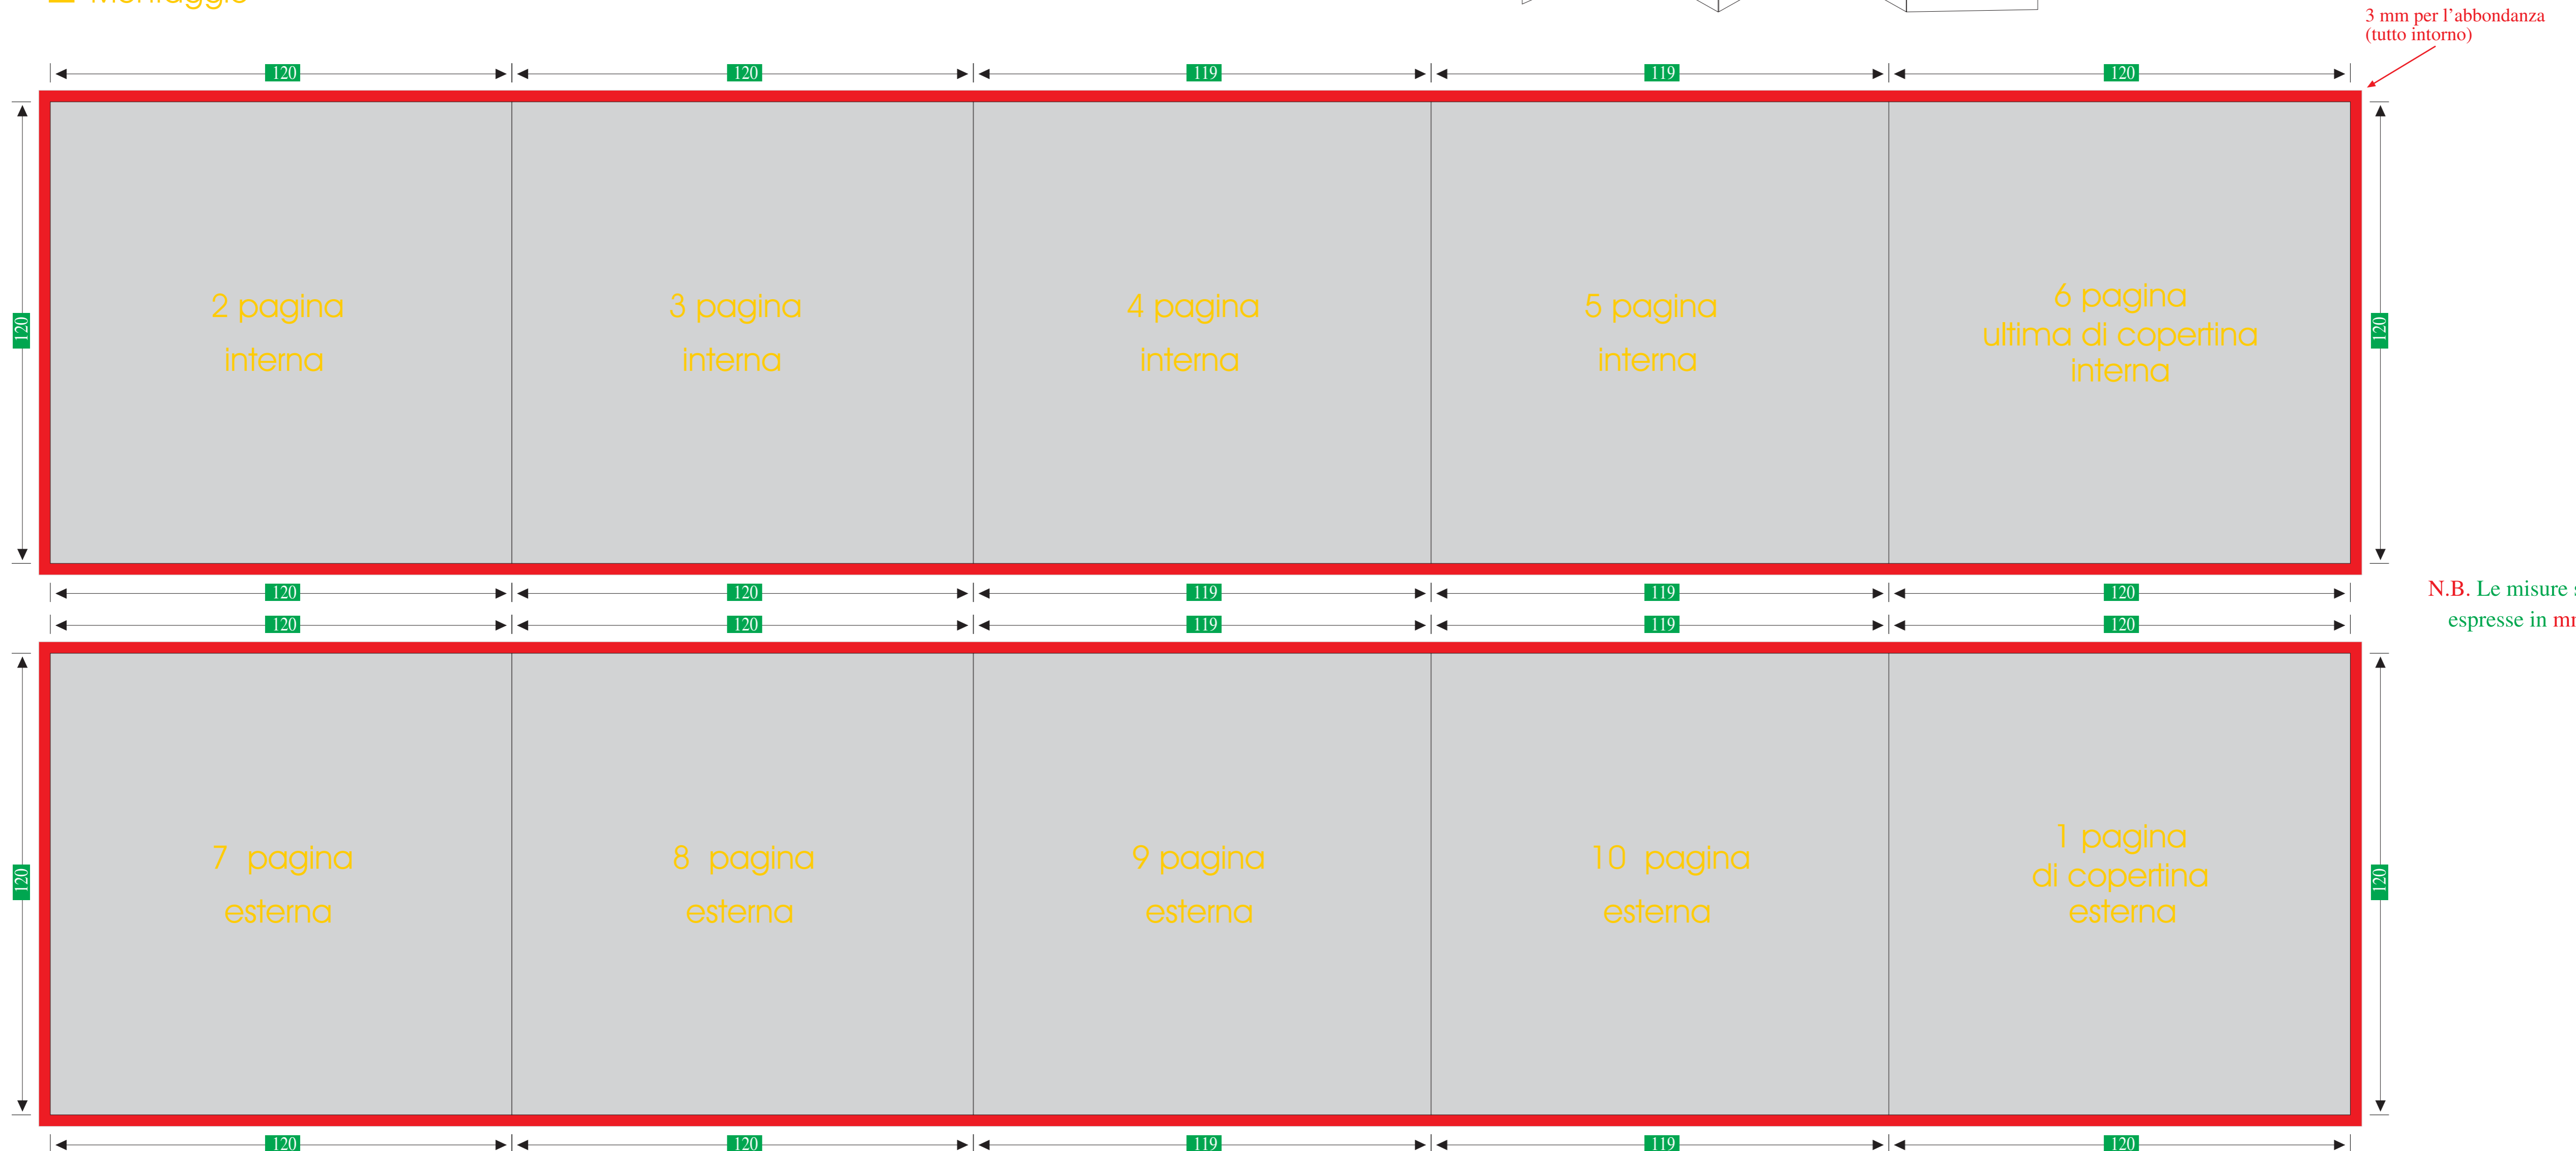 3 mm per l’abbondanza
(tutto intorno)
120 120 119 119 120
120
2 pagina
interna
3 pagina
interna
4 pagina
interna
5 pagina
interna
6 pagina
ultima di copertina
interna
120
120 120 119 119 120
N.B. Le misure
espresse in
120 120 119 119 120
120
7 pagina
esterna
8 pagina
esterna
9 pagina
esterna
10 pagina
esterna
1 pagina
di copertina
esterna
120
120 120 119 119 120